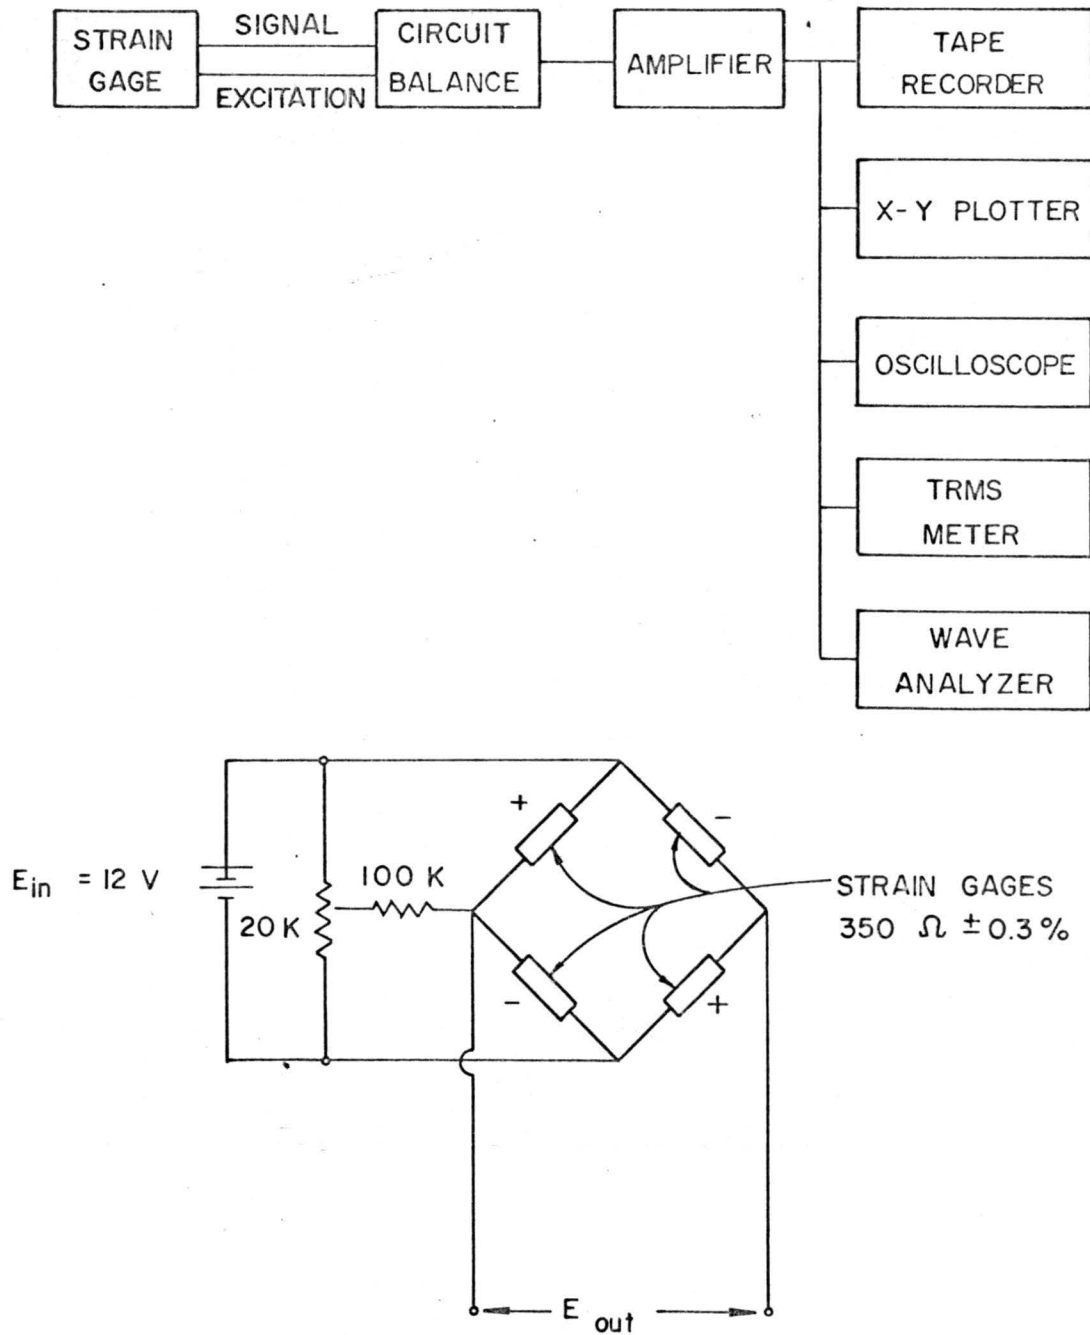 STRAIN
GAGE
SIGNAL
EXCITATION
CIRCUIT
BALANCE
AMPLIFIER
TAPE
RECORDER
X-Y PLOTTER
OSCILLOSCOPE
TRMS
METER
WAVE
ANALYZER
+
-
E in = 12 V
100 K
20 K
STRAIN GAGES
350 Ω ± 0.3 %
-
+
E out